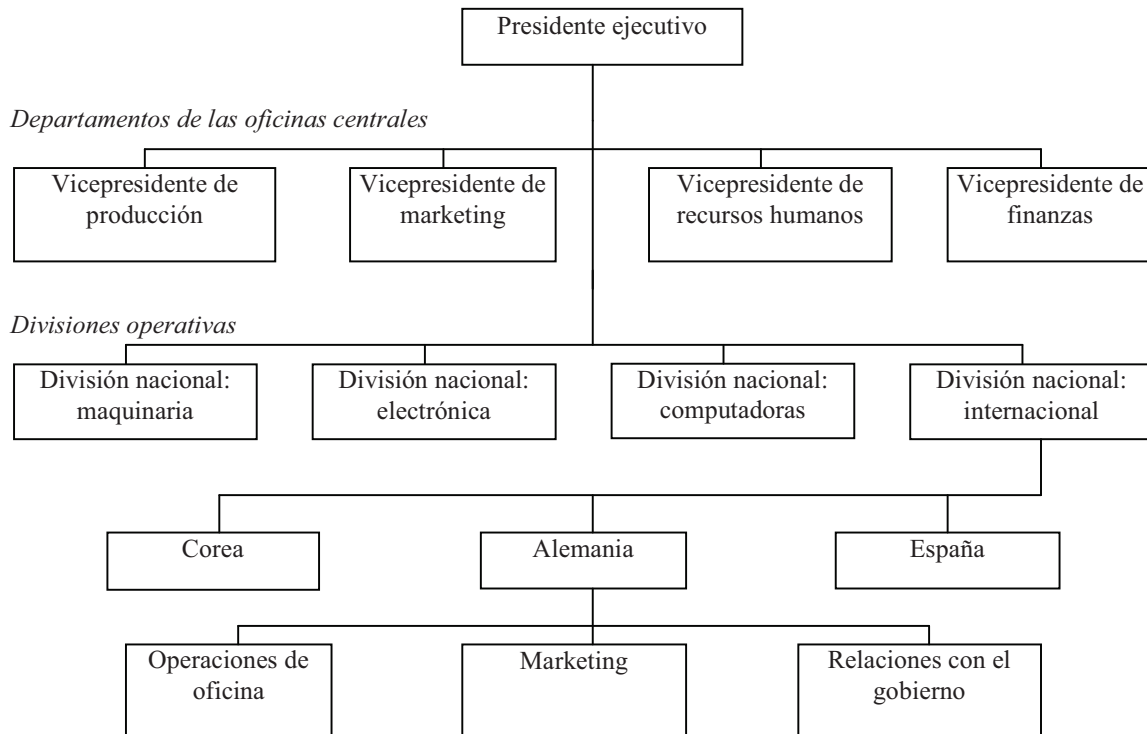 Presidente ejecutivo
Departamentos de las oficinas centrales
Vicepresidente de
producción
Vicepresidente de
marketing
Vicepresidente de
recursos humanos
Vicepresidente de
finanzas
Divisiones operativas
División nacional:
maquinaria
División nacional:
electrónica
División nacional:
computadoras
División nacional:
internacional
Corea
Alemania
España
Operaciones de
oficina
Marketing
Relaciones con el
gobierno